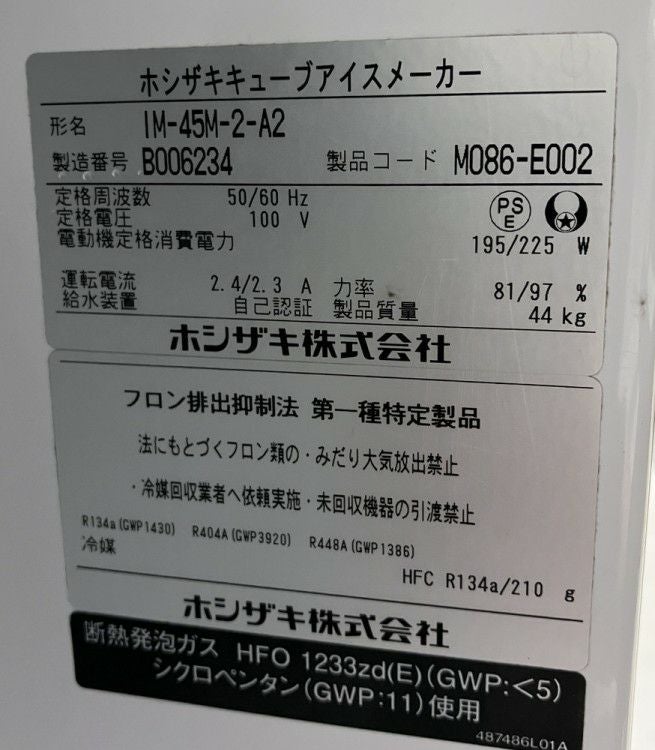 ホシザキキューブアイスメーカー
形名 IM-45M-2-A2
製造番号 B006234 製品コード M086-E002
定格周波数 50/60 Hz
定格電圧 100 V
PS E
電動機定格消費電力 195/225 W
運転電流 2.4/2.3 A 力率 81/97 %
給水装置 自己認証 製品質量 44 kg
ホシザキ株式会社
フロン排出抑制法 第一種特定製品
法にもとづくフロン類の・みだり大気放出禁止
・冷媒回収業者へ依頼実施・未回収機器の引渡禁止
R134a(GWP1430) R404A(GWP3920) R448A(GWP1386)
冷媒 HFC R134a/210 g
ホシザキ株式会社
断熱発泡ガス HFO 1233zd(E)(GWP:<5)
シクロペンタン(GWP:11)使用
487486L01A